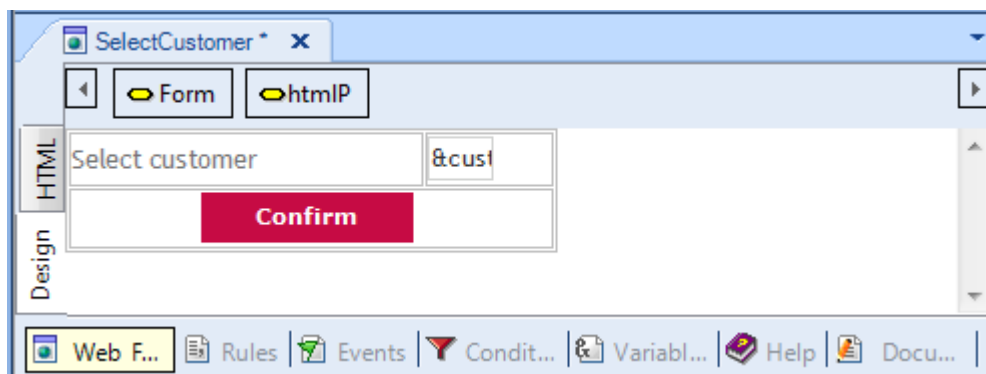 SelectCustomer *
Form htmlP
HTML
Select customer &cust
Confirm
Design
Web F... Rules Events Condit... Variabl... Help Docu...